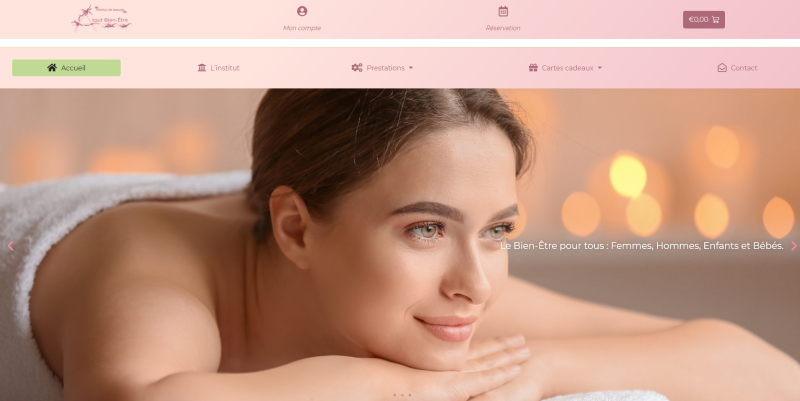 Tout Bien-Être
Mon compte
Réservation
€0,00
Accueil
L'institut
Prestations
Cartes cadeaux
Contact
Le Bien-Être pour tous : Femmes, Hommes, Enfants et Bébés.